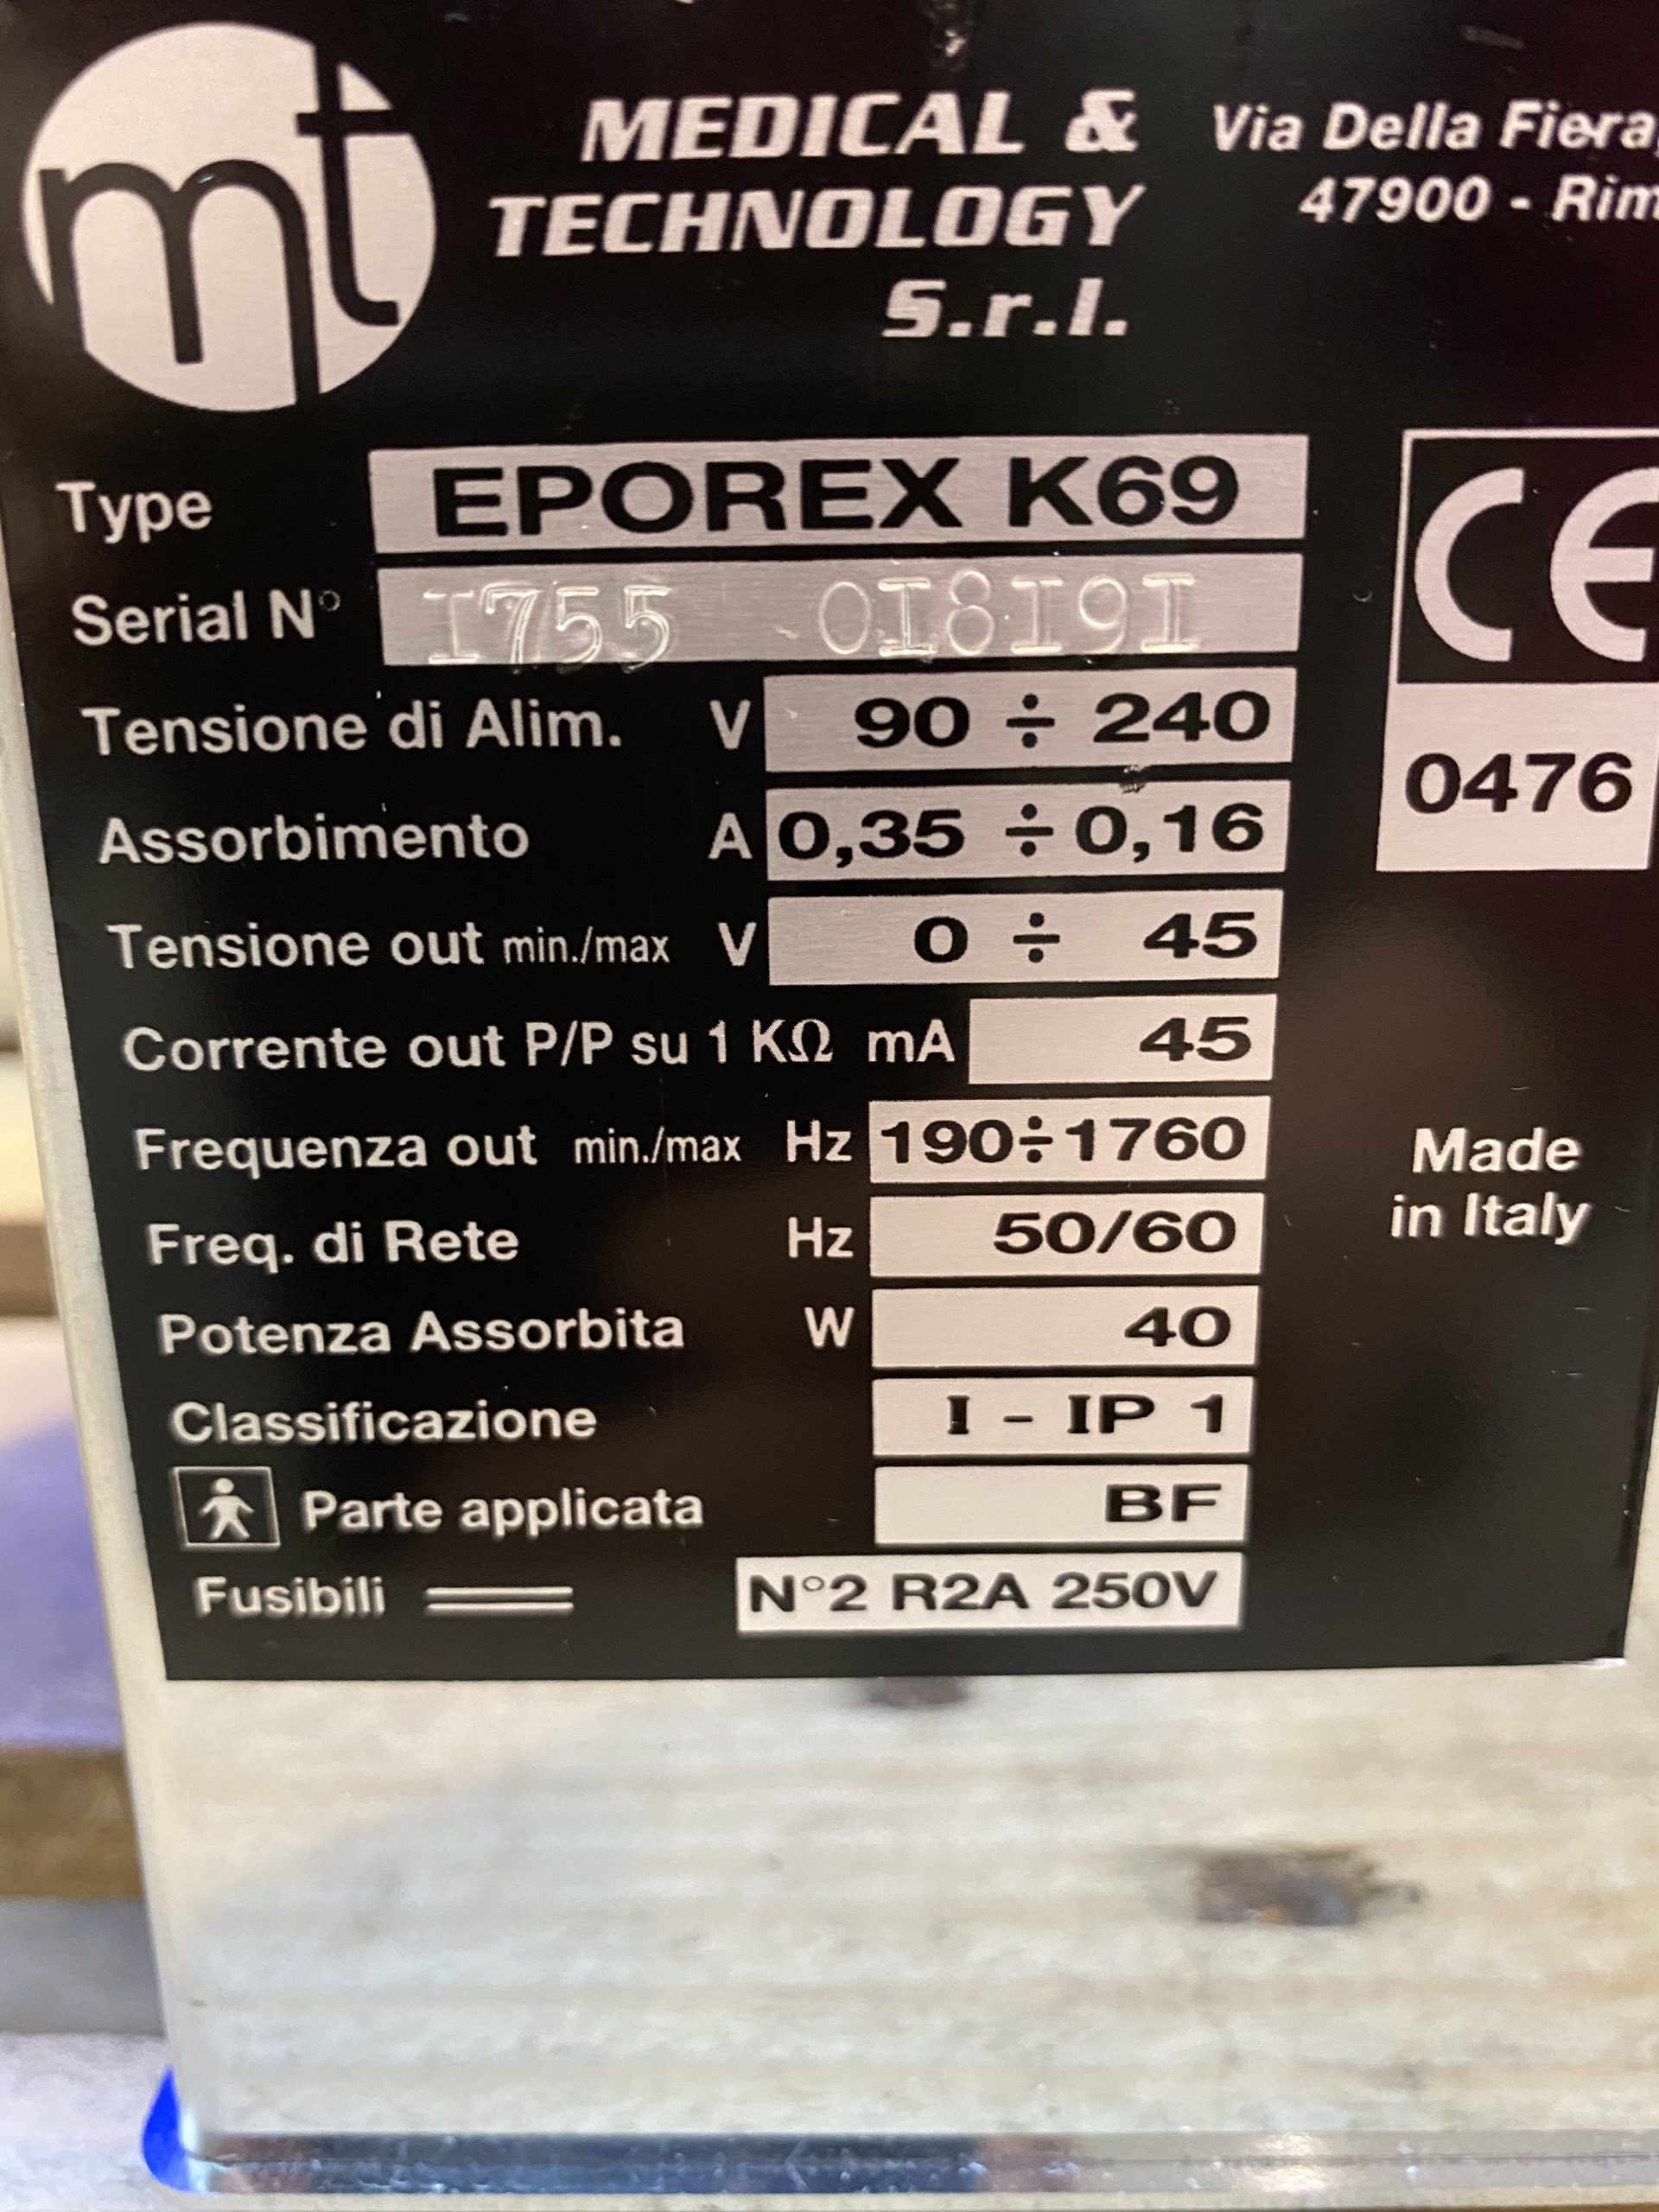 mt
MEDICAL &
TECHNOLOGY
S.r.l.
Via Della Fiera,
47900 - Rim
Type EPOREX K69
Serial N° I755 0I8I9I
CE
0476
Tensione di Alim. V 90 ÷ 240
Assorbimento A 0,35 ÷ 0,16
Tensione out min./max V 0 ÷ 45
Corrente out P/P su 1 KΩ mA 45
Frequenza out min./max Hz 190÷1760
Freq. di Rete Hz 50/60
Potenza Assorbita W 40
Classificazione I - IP 1
Parte applicata BF
Fusibili N°2 R2A 250V
Made
in Italy